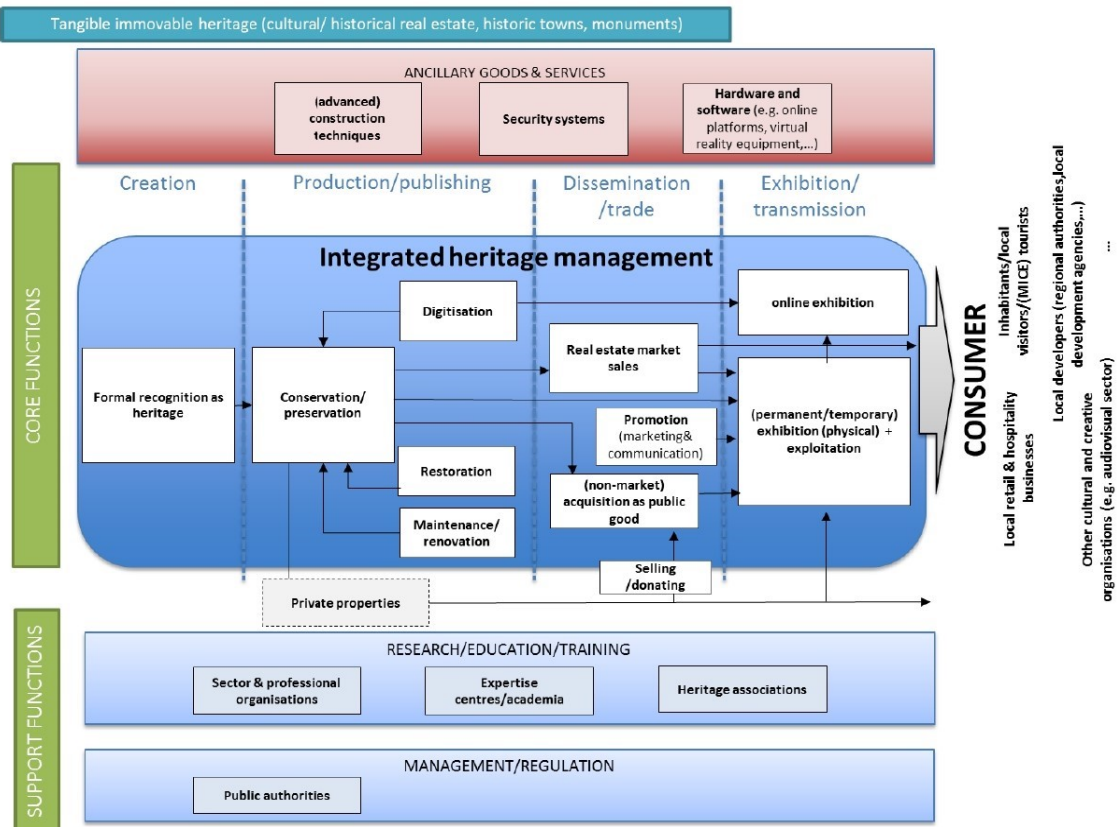 Tangible immovable heritage (cultural/ historical real estate, historic towns, monuments)
ANCILLARY GOODS & SERVICES
(advanced)
construction
techniques
Security systems
Hardware and
software (e.g. online
platforms, virtual
reality equipment,...)
CORE FUNCTIONS
Creation
Production/publishing
Dissemination
/trade
Exhibition/
transmission
Integrated heritage management
Digitisation
online exhibition
Real estate market
sales
Formal recognition as
heritage
Conservation/
preservation
(permanent/temporary)
exhibition (physical) +
exploitation
Promotion
(marketing&
communication)
Restoration
(non-market)
acquisition as public
good
Maintenance/
renovation
Selling
/donating
Private properties
CONSUMER
Inhabitants/local
visitors/(MICE) tourists
Local retail & hospitality
businesses
Local developers (regional authorities,local
development agencies,...)
Other cultural and creative
organisations (e.g. audiovisual sector)
...
SUPPORT FUNCTIONS
RESEARCH/EDUCATION/TRAINING
Sector & professional
organisations
Expertise
centres/academia
Heritage associations
MANAGEMENT/REGULATION
Public authorities